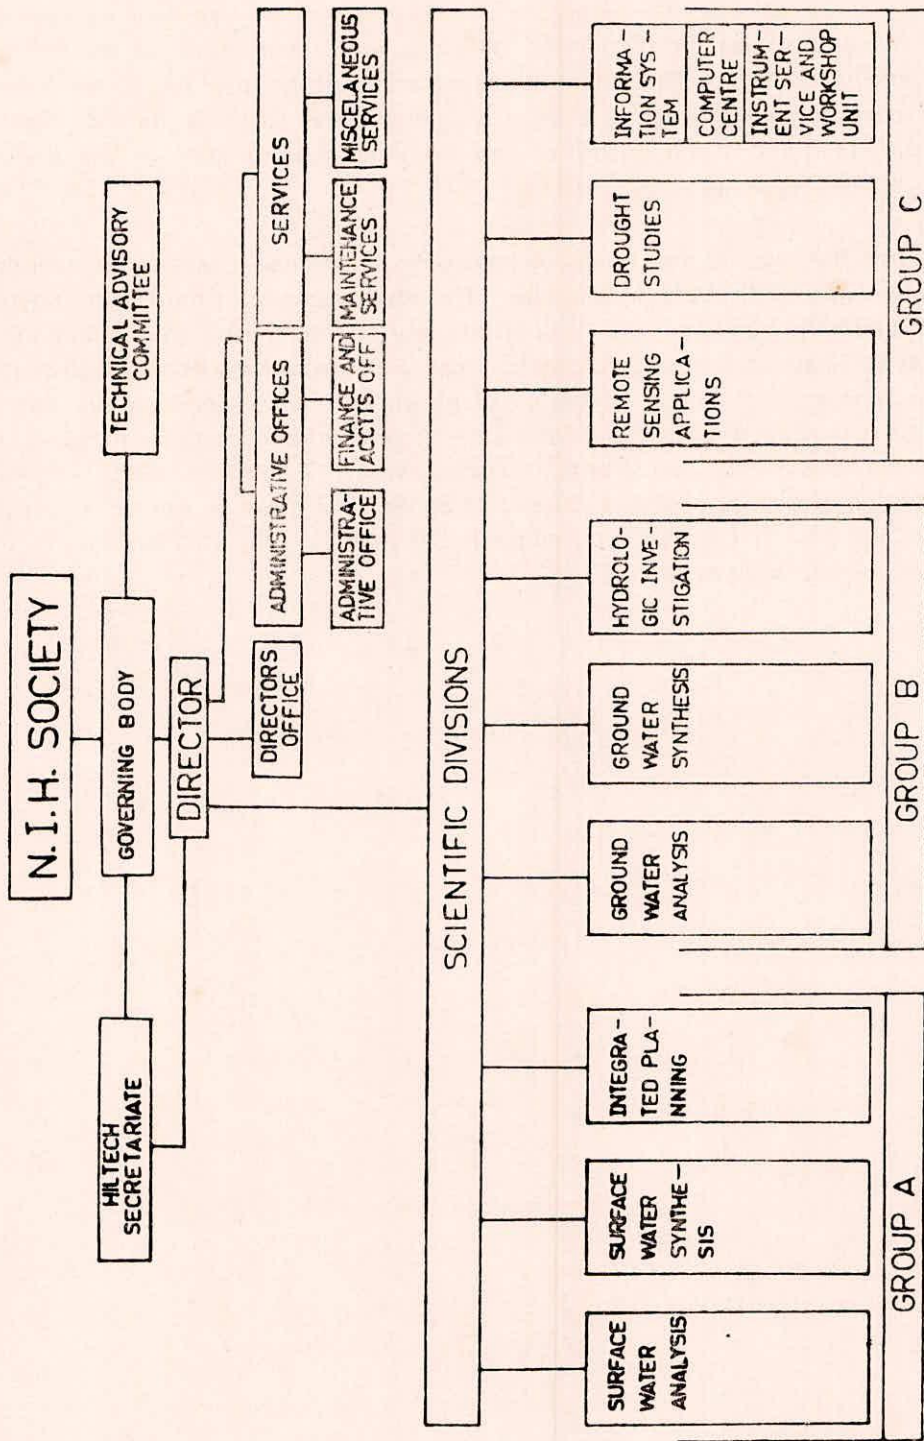 N. I. H. SOCIETY
HILTECH
SECRETARIATE
GOVERNING BODY
TECHNICAL ADVISORY
COMMITTEE
DIRECTOR
DIRECTORS
OFFICE
ADMINISTRATIVE OFFICES
SERVICES
ADMINISTRA-
TIVE OFFICE
FINANCE AND
ACCTTS OFF
MAINTENANCE
SERVICES
MISCELANEOUS
SERVICES
SCIENTIFIC DIVISIONS
SURFACE
WATER
ANALYSIS
SURFACE
WATER
SYNTHE—
SIS
INTEGRA—
TED PLA—
NNING
GROUND
WATER
ANALYSIS
GROUND
WATER
SYNTHESIS
HYDROLO—
GIC INVE—
STIGATION
REMOTE
SENSING
APPLICA—
TIONS
DROUGHT
STUDIES
INFORMA—
TION SYS—
TEM
COMPUTER
CENTRE
INSTRUM—
ENT SER—
VICE AND
WORKSHOP
UNIT
GROUP A
GROUP B
GROUP C